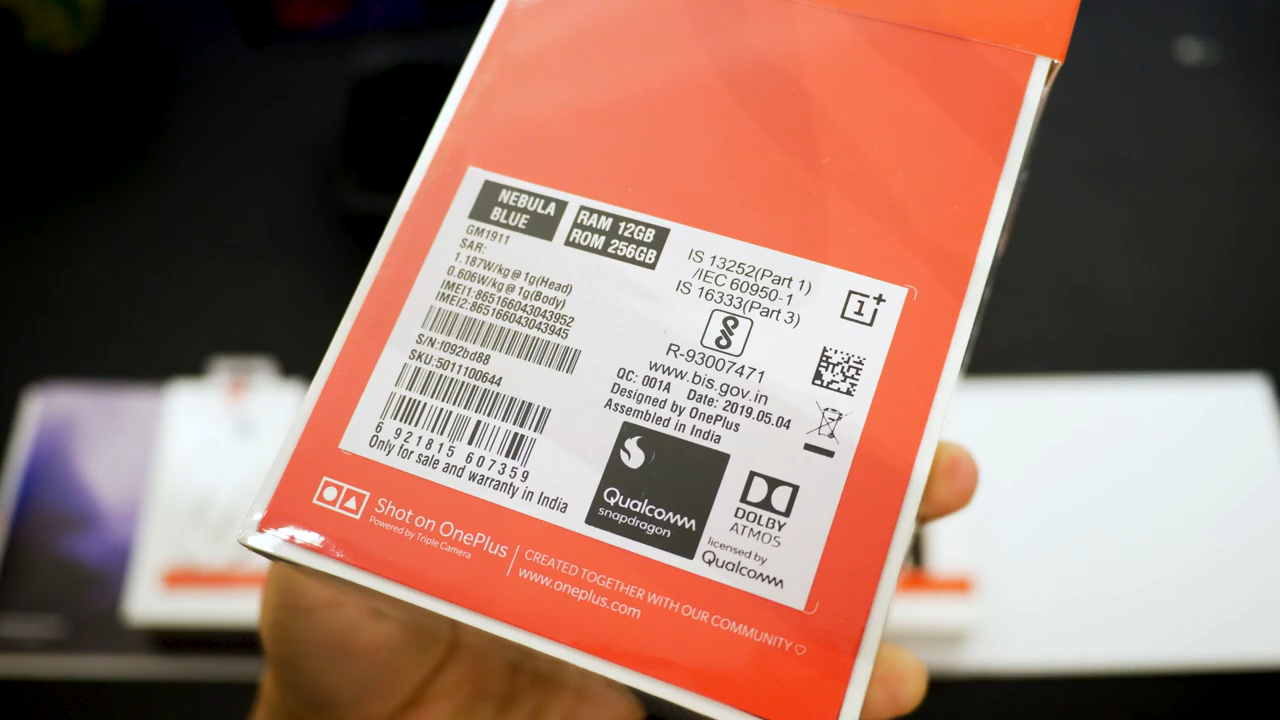 NEBULA
BLUE
RAM 12GB
ROM 256GB
GM1911
SAR:
1.187W/kg@1g(Head)
0.606W/kg@1g(Body)
IMEI1:865166043043952
IMEI2:865166043043945
S/N:f092bd88
SKU:5011100644
6 921815 607359
Only for sale and warranty in India
IS 13252(Part 1)
/IEC 60950-1
IS 16333(Part 3)
R-93007471
www.bis.gov.in
QC: 001A Date: 2019.05.04
Designed by OnePlus
Assembled in India
1+
Qualcomm
snapdragon
DOLBY
ATMOS
licensed by
Qualcomm
Shot on OnePlus
Powered by Triple Camera
CREATED TOGETHER WITH OUR COMMUNITY♡
www.oneplus.com